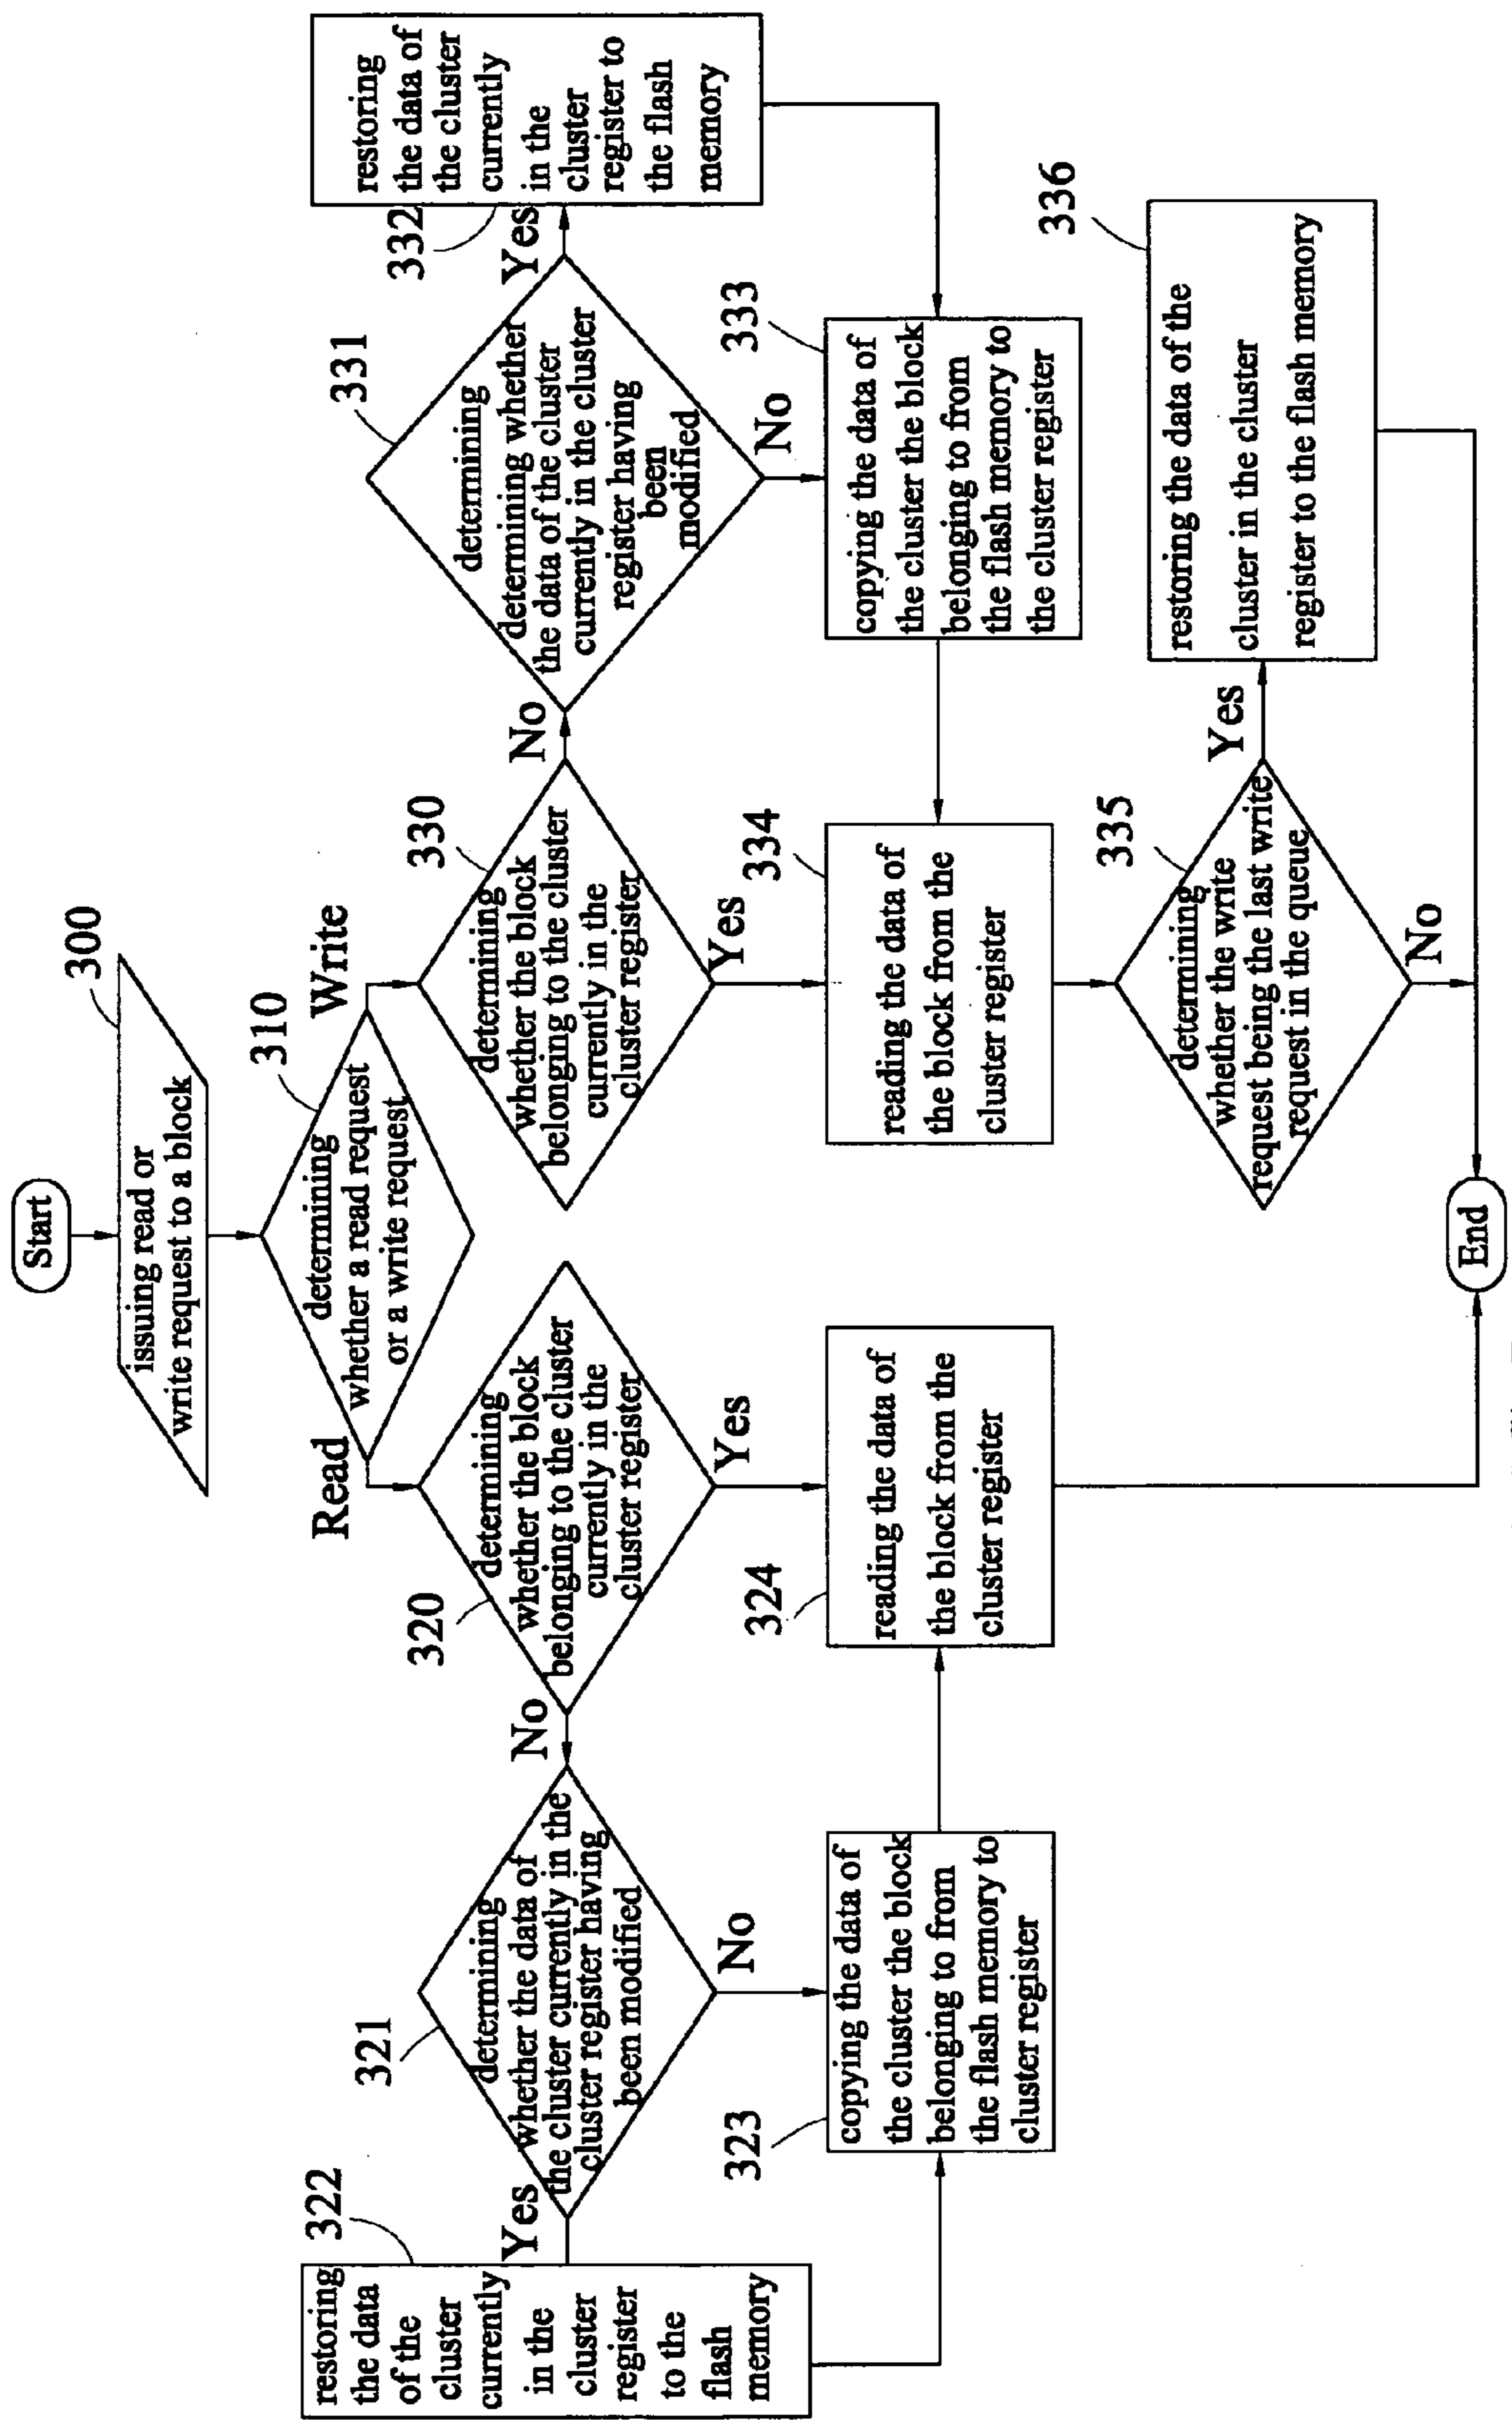 Start
300
issuing read or
write request to a block
310
determining
whether a read request
or a write request
Read
Write
320
determining
whether the block
belonging to the cluster
currently in the
cluster register
No
Yes
321
determining
whether the data of
the cluster currently in the
cluster register having
been modified
Yes
No
322
restoring
the data
of the
cluster
currently
in the
cluster
register
to the
flash
memory
323
copying the data of
the cluster the block
belonging to from
the flash memory to
cluster register
324
reading the data of
the block from the
cluster register
330
determining
whether the block
belonging to the cluster
currently in the
cluster register
No
Yes
331
determining
determining whether
the data of the cluster
currently in the cluster
register having
been
modified
Yes
No
332
restoring
the data of
the cluster
currently
in the
cluster
register to
the flash
memory
333
copying the data of
the cluster the block
belonging to from
the flash memory to
the cluster register
334
reading the data of
the block from the
cluster register
335
determining
whether the write
request being the last write
request in the queue
Yes
No
336
restoring the data of the
cluster in the cluster
register to the flash memory
End